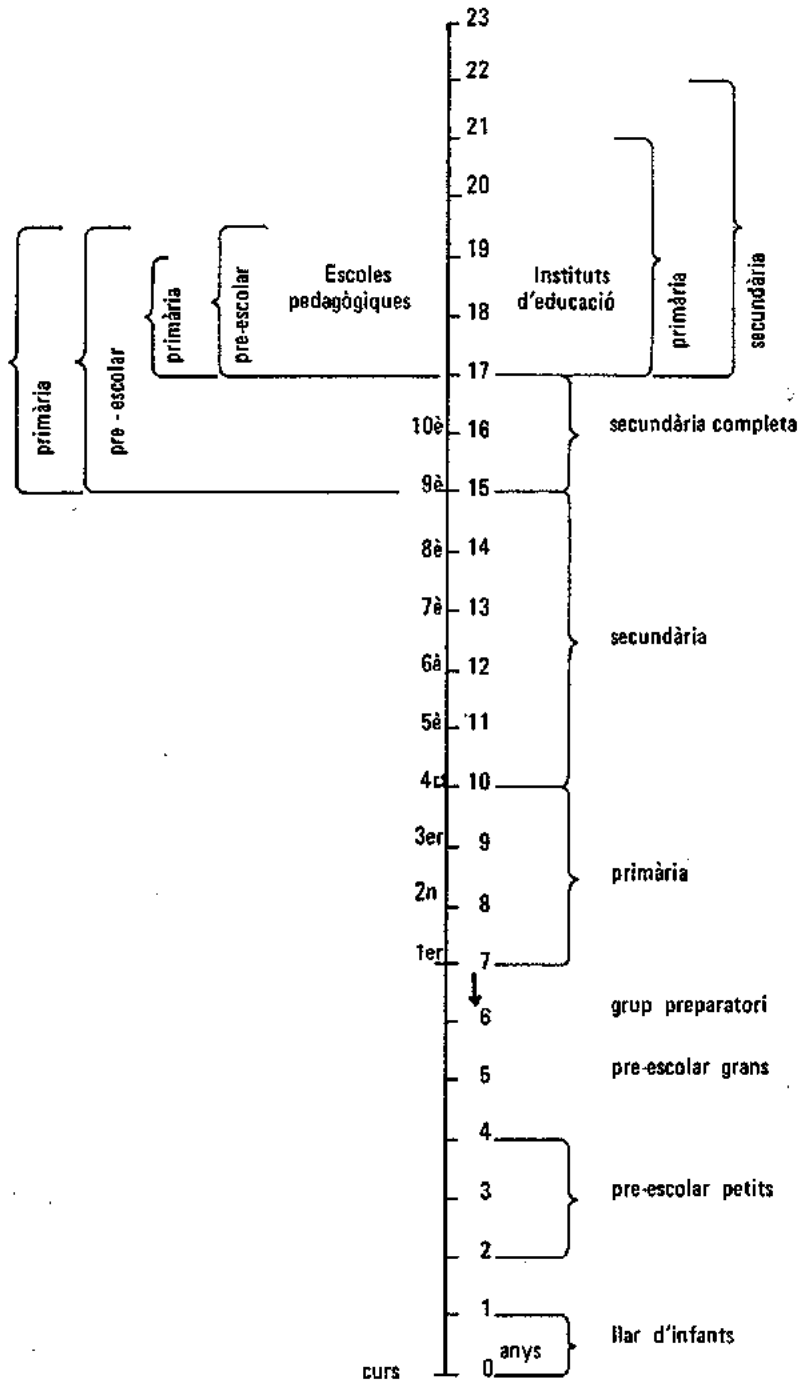 23
22
21
20
19
18
17
primària
pre - escolar
primària
pre-escolar
Escoles
pedagògiques
Instituts
d'educació
primària
secundària
10è 16 secundària completa
9è 15
8è 14
7è 13
secundària
6à 12
5è 11
4t 10
3er 9
primària
2n 8
1er 7
6 grup preparatori
5 pre-escolar grans
4
3 pre-escolar petits
2
1
llar d'infants
anys
curs 0